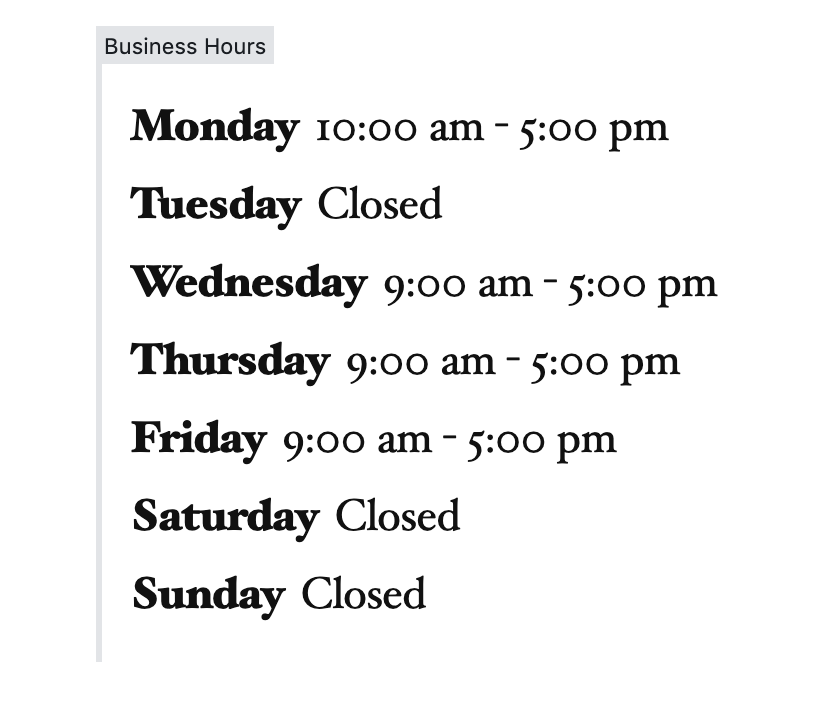 Business Hours
Monday 10:00 am - 5:00 pm
Tuesday Closed
Wednesday 9:00 am - 5:00 pm
Thursday 9:00 am - 5:00 pm
Friday 9:00 am - 5:00 pm
Saturday Closed
Sunday Closed